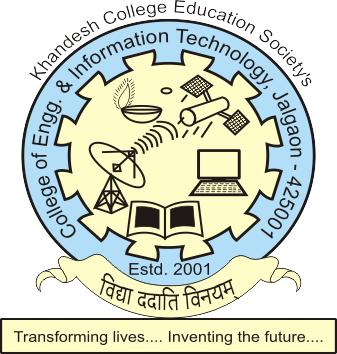 Khandesh College Education Society's
College of Engg. & Information Technology, Jalgaon - 425001
Estd. 2001
विद्या ददाति विनयम्
Transforming lives.... Inventing the future....